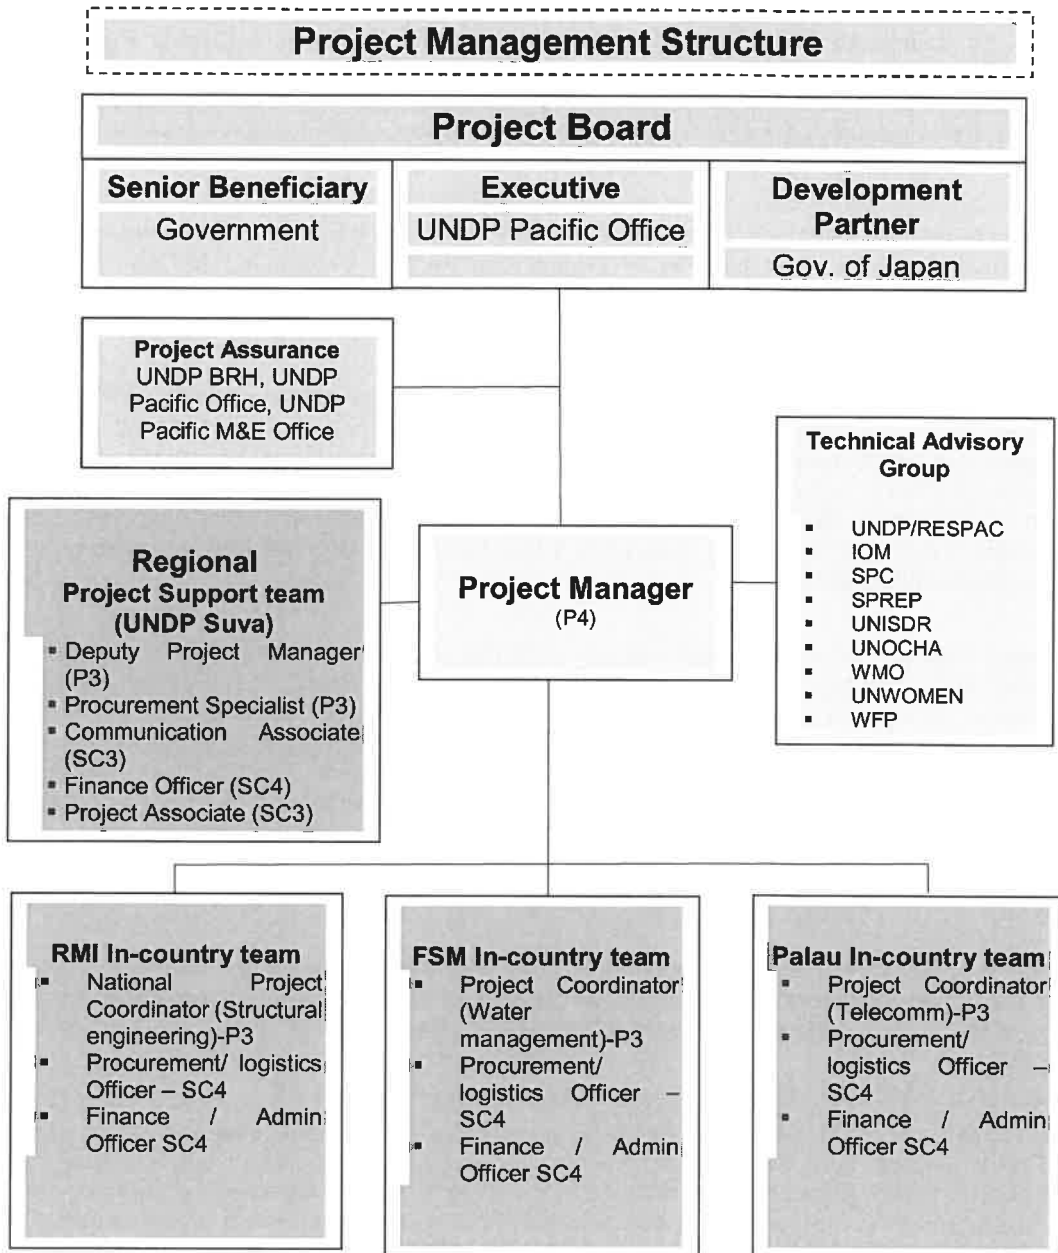 Project Management Structure
Project Board
Senior Beneficiary
Government
Executive
UNDP Pacific Office
Development
Partner
Gov. of Japan
Project Assurance
UNDP BRH, UNDP
Pacific Office, UNDP
Pacific M&E Office
Technical Advisory
Group
▪ UNDP/RESPAC
▪ IOM
▪ SPC
▪ SPREP
▪ UNISDR
▪ UNOCHA
▪ WMO
▪ UNWOMEN
▪ WFP
Regional
Project Support team
(UNDP Suva)
▪ Deputy Project Manager
(P3)
▪ Procurement Specialist (P3)
▪ Communication Associate
(SC3)
▪ Finance Officer (SC4)
▪ Project Associate (SC3)
Project Manager
(P4)
RMI In-country team
▪ National Project
Coordinator (Structural
engineering)-P3
▪ Procurement/ logistics
Officer – SC4
▪ Finance / Admin
Officer SC4
FSM In-country team
▪ Project Coordinator
(Water
management)-P3
▪ Procurement/
logistics Officer –
SC4
▪ Finance / Admin
Officer SC4
Palau In-country team
▪ Project Coordinator
(Telecomm)-P3
▪ Procurement/
logistics Officer –
SC4
▪ Finance / Admin
Officer SC4